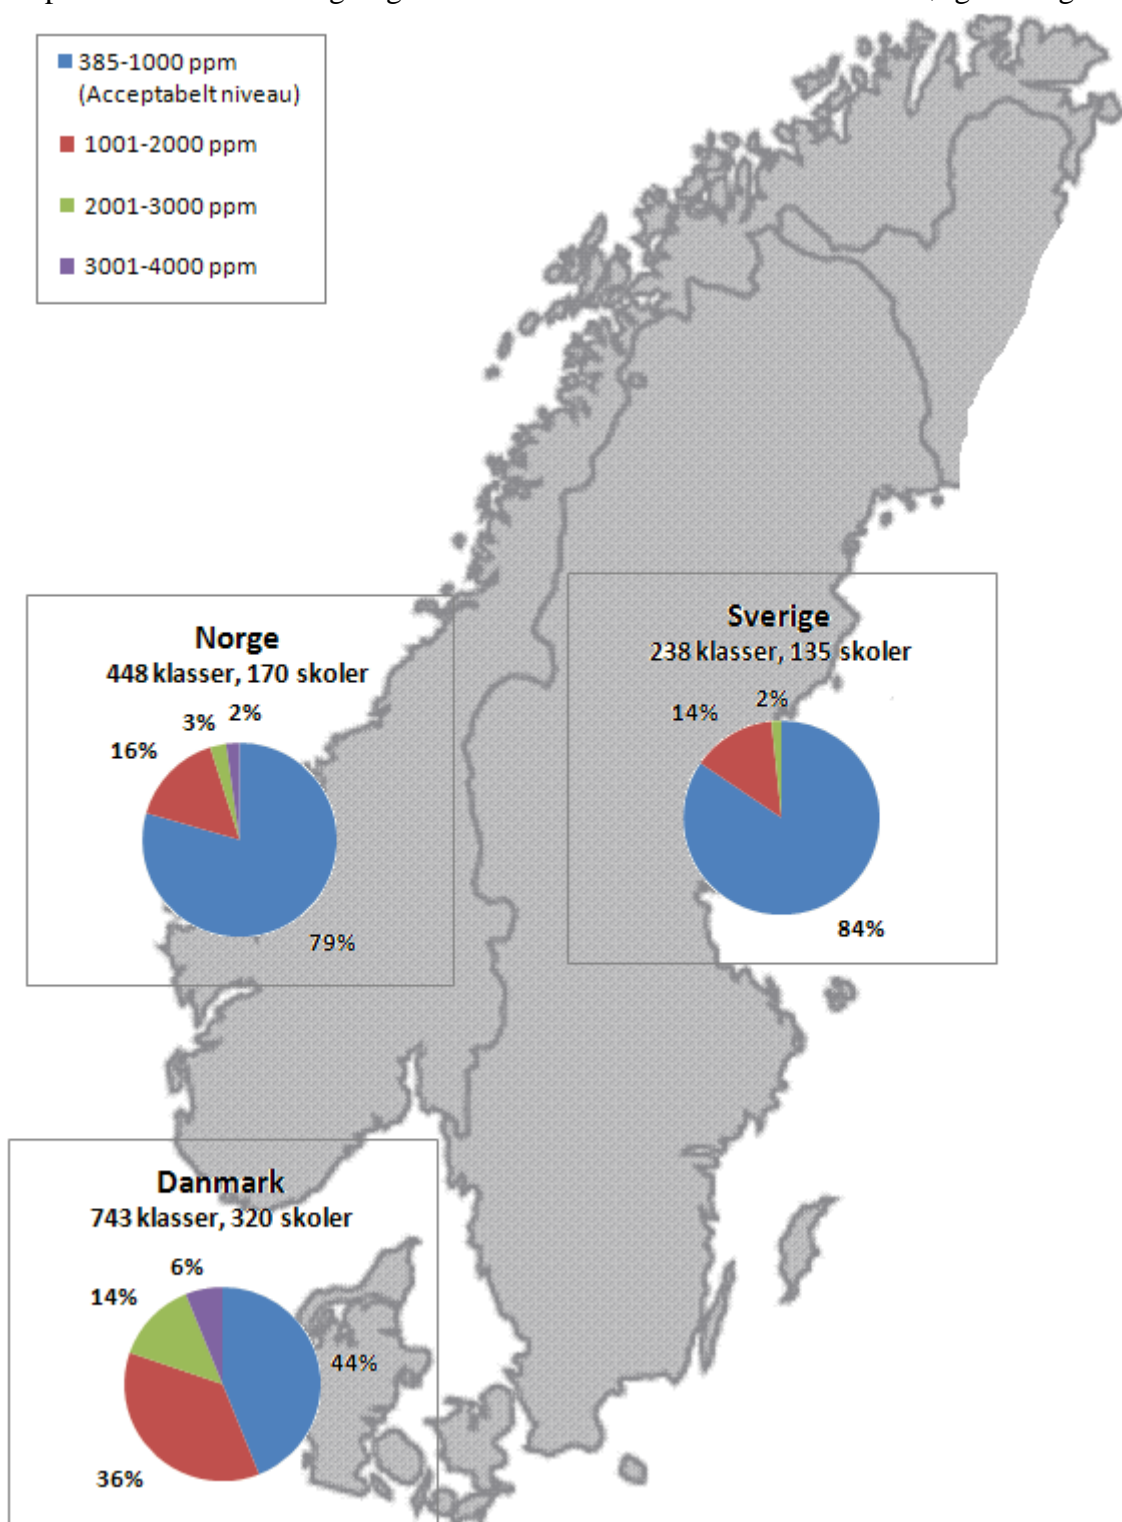 385-1000 ppm
(Acceptabelt niveau)
1001-2000 ppm
2001-3000 ppm
3001-4000 ppm
Sverige
238 klasser, 135 skoler
2%
14%
84%
Norge
448 klasser, 170 skoler
2%
3%
16%
79%
Danmark
743 klasser, 320 skoler
6%
14%
44%
36%